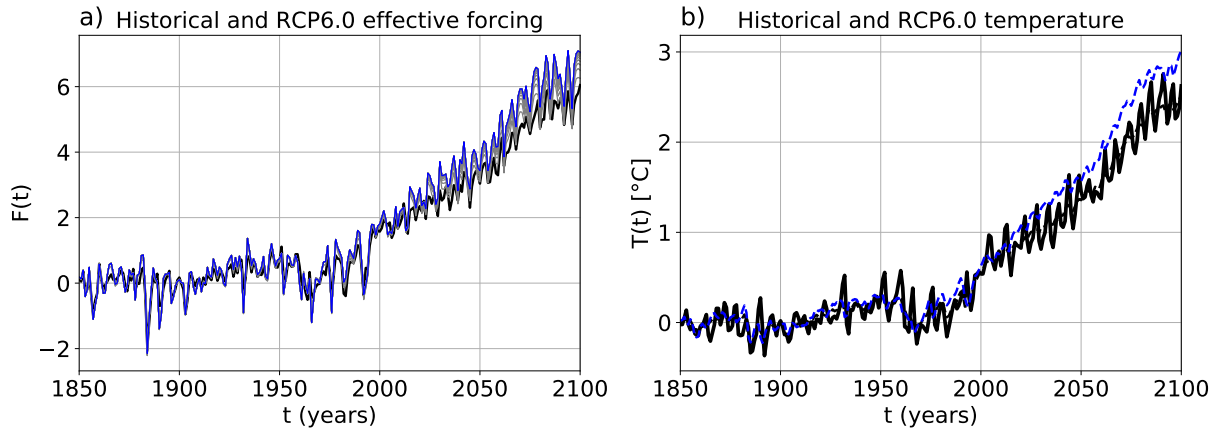 a) Historical and RCP6.0 effective forcing
F(t)
6
4
2
0
−2
1850 1900 1950 2000 2050 2100
t (years)
b) Historical and RCP6.0 temperature
T(t) [°C]
3
2
1
0
1850 1900 1950 2000 2050 2100
t (years)